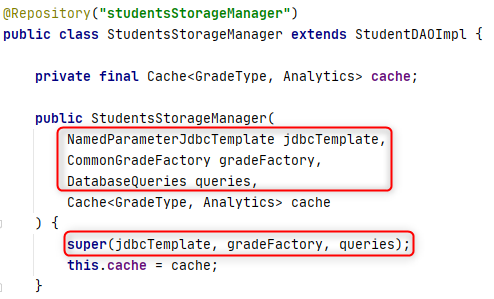 @Repository("studentsStorageManager")
public class StudentsStorageManager extends StudentDAOImpl {
private final Cache<GradeType, Analytics> cache;
public StudentsStorageManager(
NamedParameterJdbcTemplate jdbcTemplate,
CommonGradeFactory gradeFactory,
DatabaseQueries queries,
Cache<GradeType, Analytics> cache
) {
super(jdbcTemplate, gradeFactory, queries);
this.cache = cache;
}